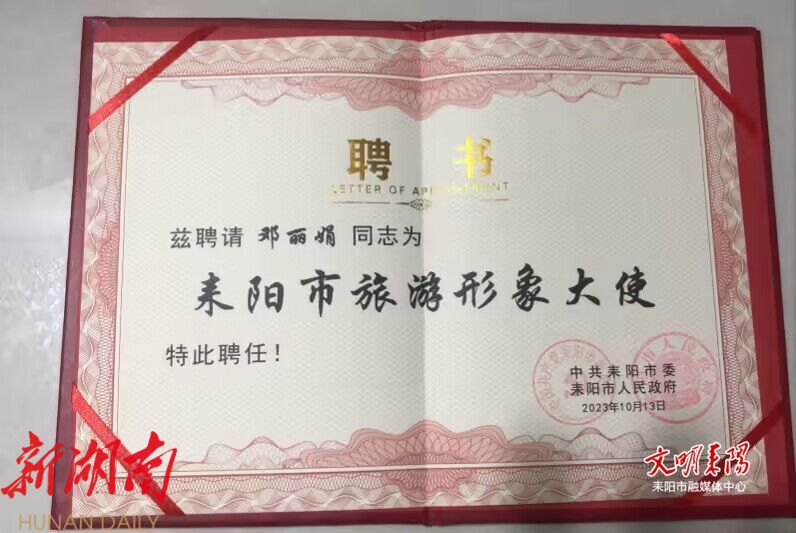 聘书
LETTER OF APPOINTMENT
兹聘请 邓丽娟 同志为
耒阳市旅游形象大使
特此聘任！
中共耒阳市委
耒阳市人民政府
2023年10月13日
新湖南
HUNAN DAILY
文明耒阳
耒阳市融媒体中心